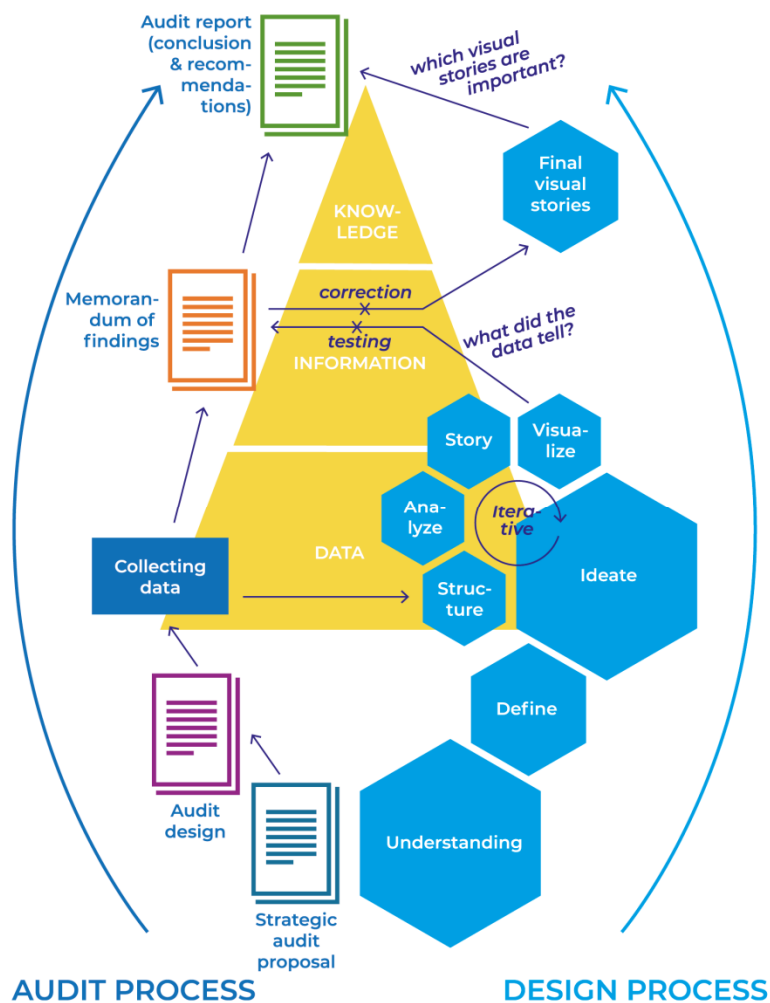 Audit report
(conclusion
& recom-
menda-
tions)
which visual
stories are
important?
Final
visual
stories
KNOW-
LEDGE
Memoran-
dum of
findings
correction
testing
what did the
data tell?
INFORMATION
Story
Visua-
lize
Ana-
lyze
Itera-
tive
DATA
Collecting
data
Struc-
ture
Ideate
Define
Audit
design
Understanding
Strategic
audit
proposal
AUDIT PROCESS
DESIGN PROCESS